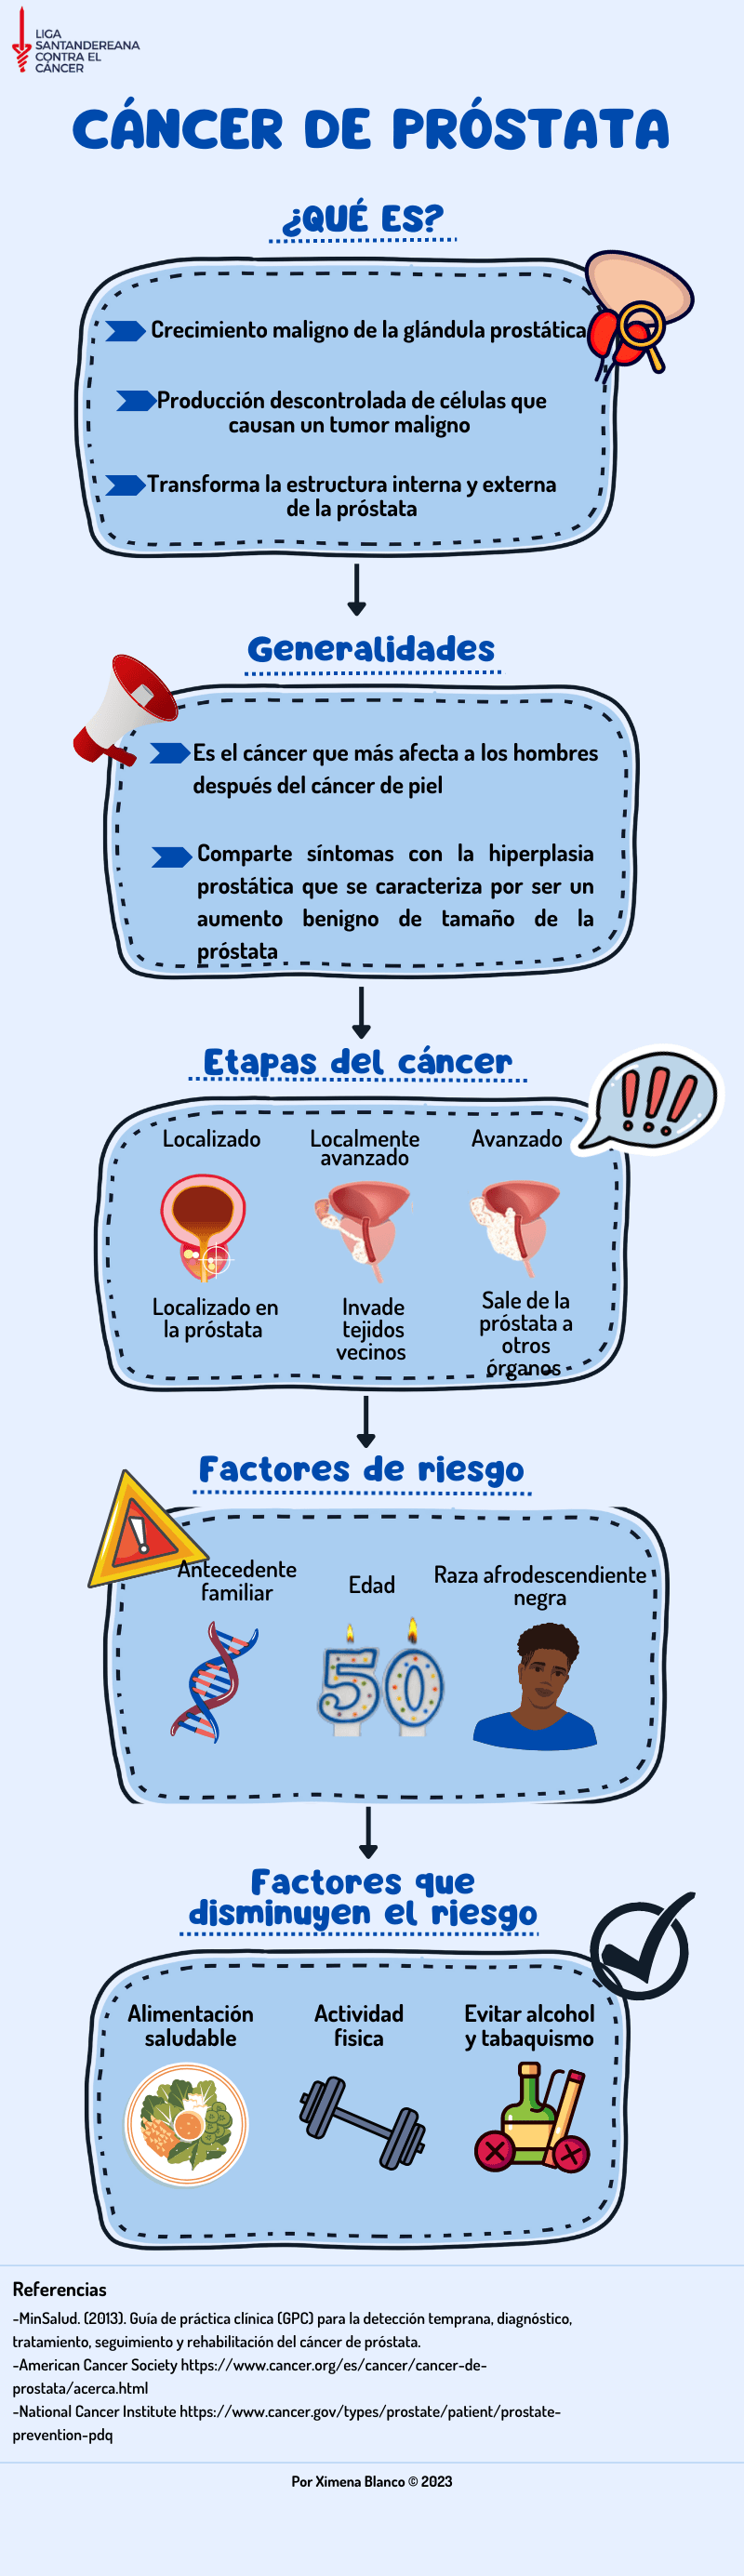 LIGA
SANTANDEREANA
CONTRA EL
CÁNCER
CÁNCER DE PRÓSTATA
¿QUÉ ES?
Crecimiento maligno de la glándula prostática
Producción descontrolada de células que
causan un tumor maligno
Transforma la estructura interna y externa
de la próstata
Generalidades
Es el cáncer que más afecta a los hombres
después del cáncer de piel
Comparte síntomas con la hiperplasia
prostática que se caracteriza por ser un
aumento benigno de tamaño de la
próstata
Etapas del cáncer
Localizado
Localizado en
la próstata
Localmente
avanzado
Invade
tejidos
vecinos
Avanzado
Sale de la
próstata a
otros
órganos
Factores de riesgo
Antecedente
familiar
Edad
50
Raza afrodescendiente
negra
Factores que
disminuyen el riesgo
Alimentación
saludable
Actividad
fisica
Evitar alcohol
y tabaquismo
Referencias
-MinSalud. (2013). Guía de práctica clínica (GPC) para la detección temprana, diagnóstico,
tratamiento, seguimiento y rehabilitación del cáncer de próstata.
-American Cancer Society https://www.cancer.org/es/cancer/cancer-de-
prostata/acerca.html
-National Cancer Institute https://www.cancer.gov/types/prostate/patient/prostate-
prevention-pdq
Por Ximena Blanco © 2023